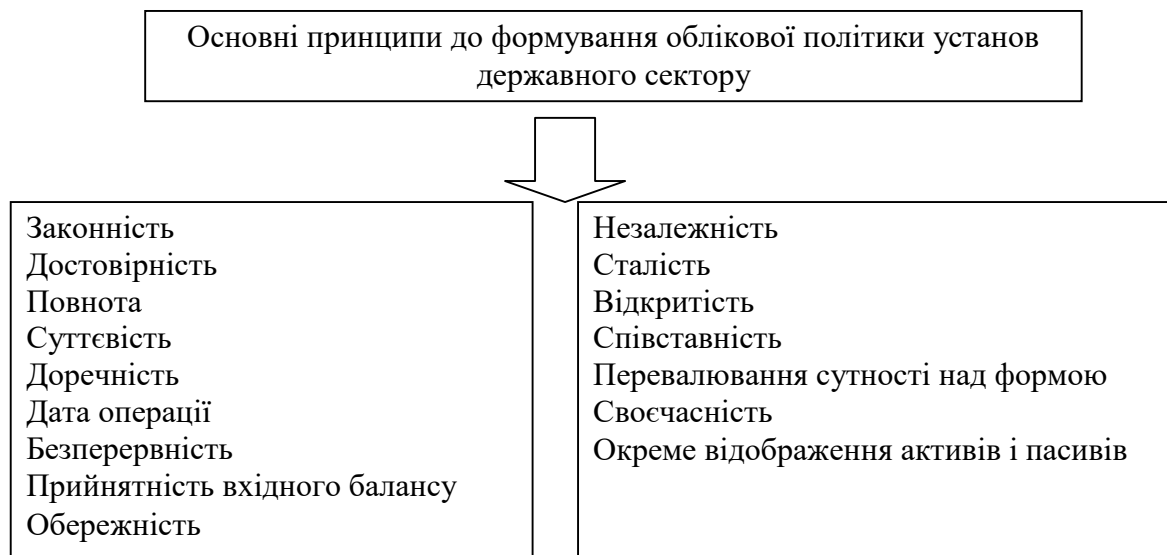 Основні принципи до формування облікової політики установ
державного сектору
Законність
Достовірність
Повнота
Суттєвість
Доречність
Дата операції
Безперервність
Прийнятність вхідного балансу
Обережність
Незалежність
Сталість
Відкритість
Співставність
Перевалювання сутності над формою
Своєчасність
Окреме відображення активів і пасивів